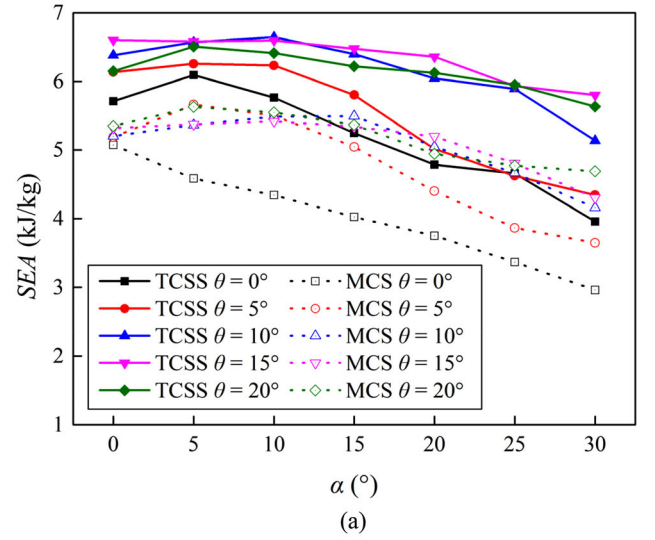 7
6
5
4
3
2
1
SEA (kJ/kg)
TCSS θ = 0°
TCSS θ = 5°
TCSS θ = 10°
TCSS θ = 15°
TCSS θ = 20°
MCS θ = 0°
MCS θ = 5°
MCS θ = 10°
MCS θ = 15°
MCS θ = 20°
0 5 10 15 20 25 30
α (°)
(a)